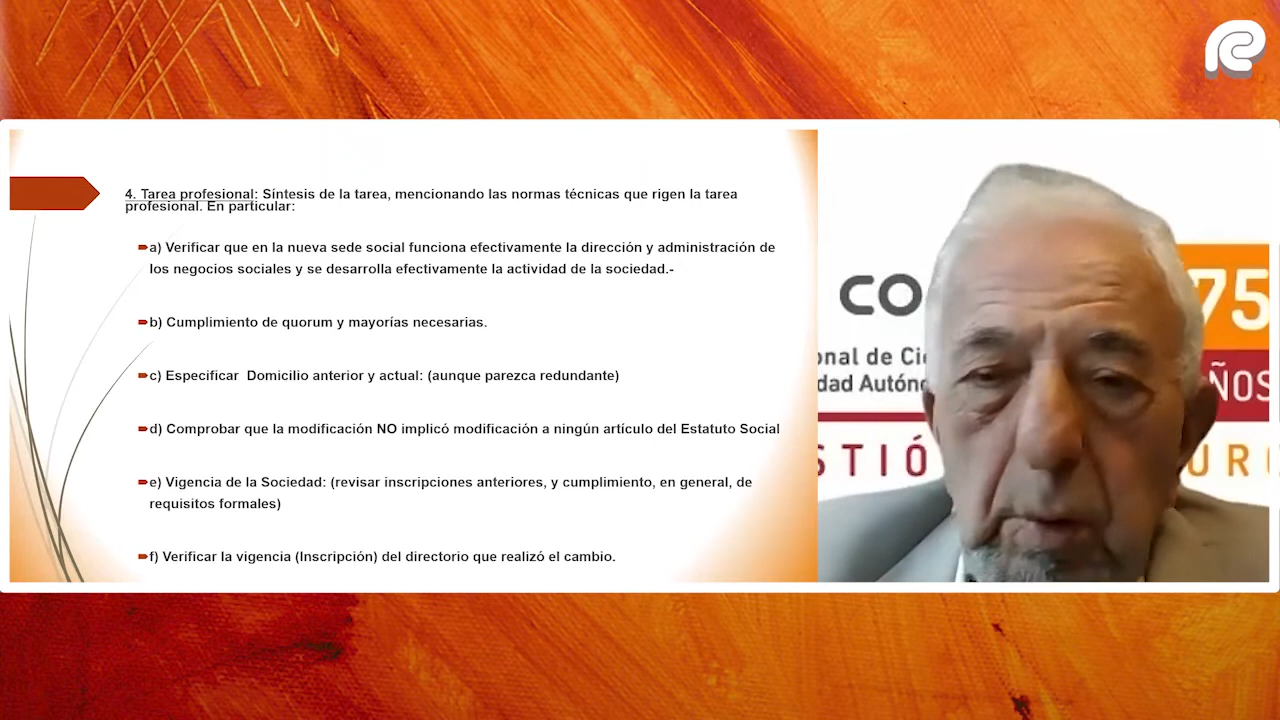 4. Tarea profesional: Síntesis de la tarea, mencionando las normas técnicas que rigen la tarea
profesional. En particular:
a) Verificar que en la nueva sede social funciona efectivamente la dirección y administración de
los negocios sociales y se desarrolla efectivamente la actividad de la sociedad.-
b) Cumplimiento de quorum y mayorías necesarias.
c) Especificar Domicilio anterior y actual: (aunque parezca redundante)
d) Comprobar que la modificación NO implicó modificación a ningún artículo del Estatuto Social
e) Vigencia de la Sociedad: (revisar inscripciones anteriores, y cumplimiento, en general, de
requisitos formales)
f) Verificar la vigencia (Inscripción) del directorio que realizó el cambio.
CO
75
onal de Cie
dad Autónc
ÑOS
STIÓ
URO